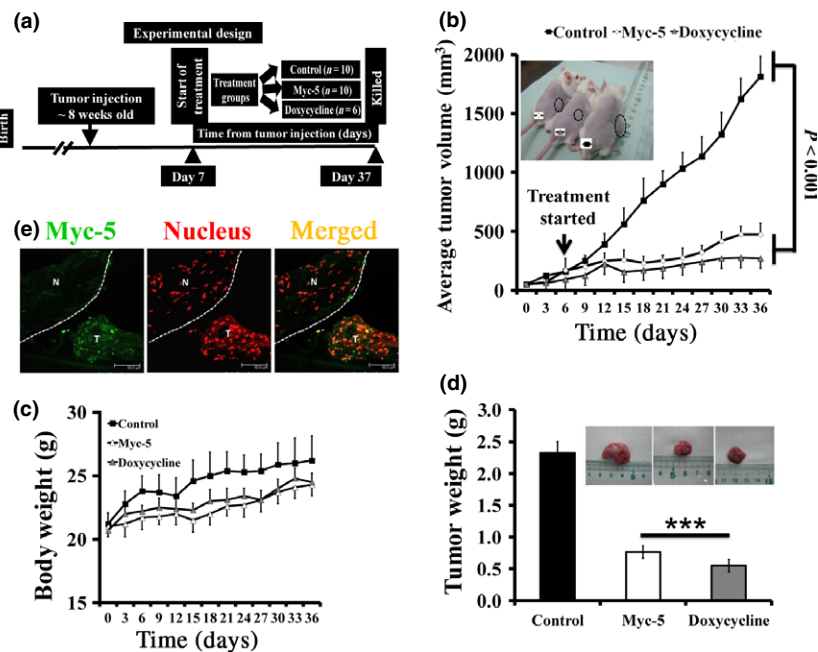 (a)
Experimental design
Birth
Tumor injection
~ 8 weeks old
Start of
treatment
Treatment
groups
Control (n = 10)
Myc-5 (n = 10)
Doxycycline (n = 6)
Killed
Time from tumor injection (days)
Day 7
Day 37
(b)
Control Myc-5 Doxycycline
Average tumor volume (mm³)
2000
1500
1000
500
0
Treatment
started
P < 0.001
0 3 6 9 12 15 18 21 24 27 30 33 36
Time (days)
(e)
Myc-5 Nucleus Merged
N N N
T T T
(c)
Control
Myc-5
Doxycycline
Body weight (g)
30
25
20
15
0 3 6 9 12 15 18 21 24 27 30 33 36
Time (days)
(d)
Tumor weight (g)
3.0
2.5
2.0
1.5
1.0
0.5
0.0
***
Control Myc-5 Doxycycline